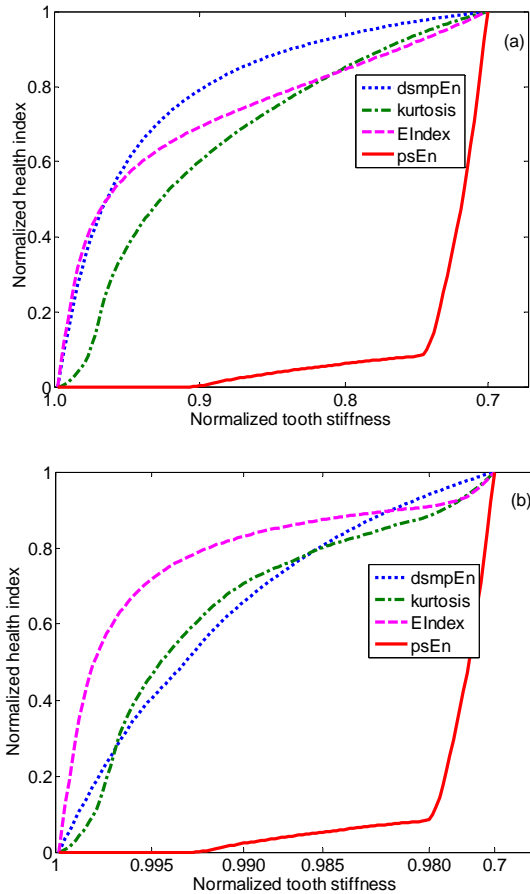 1
(a)
0.8
0.6
0.4
0.2
0
Normalized health index
dsmpEn
kurtosis
EIndex
psEn
1.0
0.9
0.8
0.7
Normalized tooth stiffness
1
(b)
0.8
0.6
0.4
0.2
0
Normalized health index
dsmpEn
kurtosis
EIndex
psEn
1
0.995
0.990
0.985
0.980
0.7
Normalized tooth stiffness